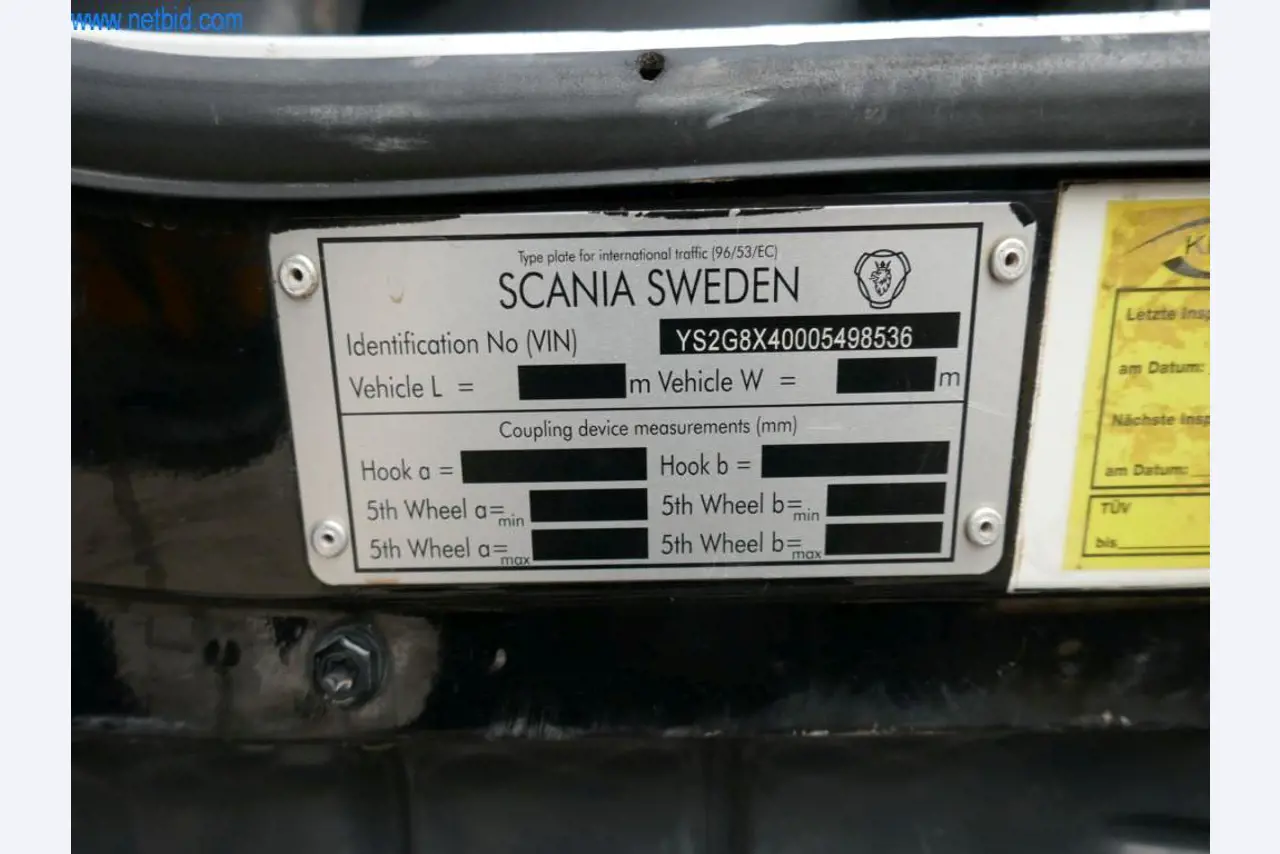 www.netbid.com
Type plate for international traffic (96/53/EC)
SCANIA SWEDEN
Identification No (VIN) YS2G8X40005498536
Vehicle L = m Vehicle W = m
Coupling device measurements (mm)
Hook a = Hook b =
5th Wheel a= min 5th Wheel b= min
5th Wheel a= max 5th Wheel b= max
Letzte
am Datum:
Nächste
am Datum:
TÜV
bis